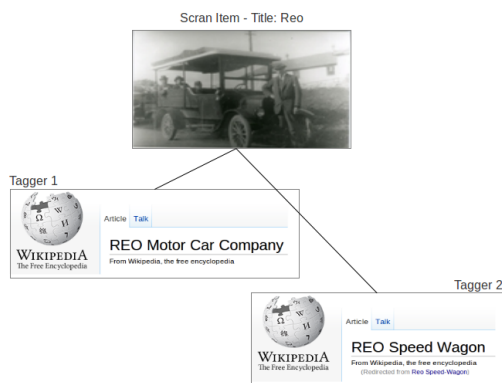 Scran Item - Title: Reo
Tagger 1
Article Talk
REO Motor Car Company
From Wikipedia, the free encyclopedia
WIKIPEDIA
The Free Encyclopedia
Tagger 2
Article Talk
REO Speed Wagon
From Wikipedia, the free encyclopedia
(Redirected from Reo Speed-Wagon)
WIKIPEDIA
The Free Encyclopedia